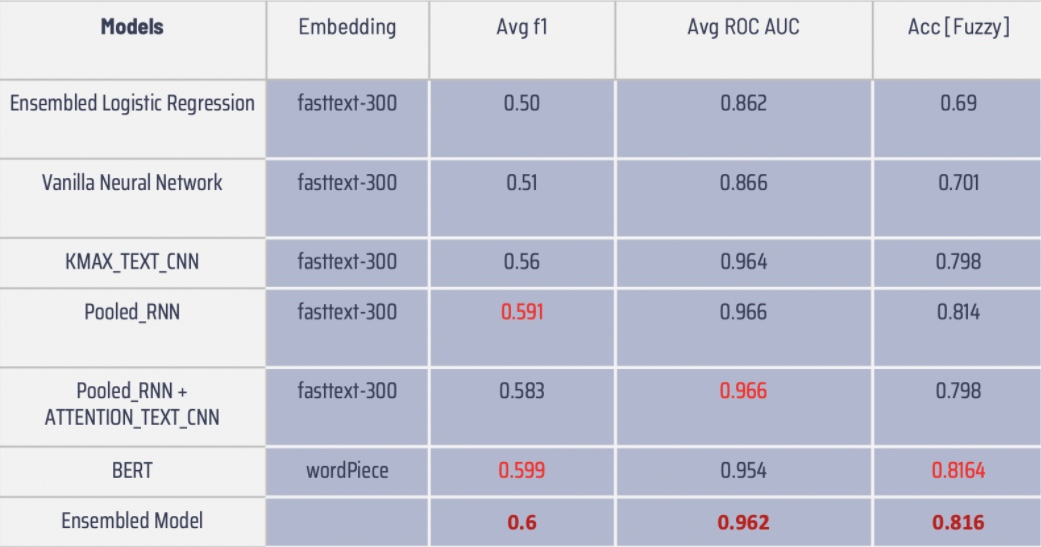 Models Embedding Avg f1 Avg ROC AUC Acc [Fuzzy]
Ensembled Logistic Regression fasttext-300 0.50 0.862 0.69
Vanilla Neural Network fasttext-300 0.51 0.866 0.701
KMAX_TEXT_CNN fasttext-300 0.56 0.964 0.798
Pooled_RNN fasttext-300 0.591 0.966 0.814
Pooled_RNN + fasttext-300 0.583 0.966 0.798
ATTENTION_TEXT_CNN
BERT wordPiece 0.599 0.954 0.8164
Ensembled Model 0.6 0.962 0.816